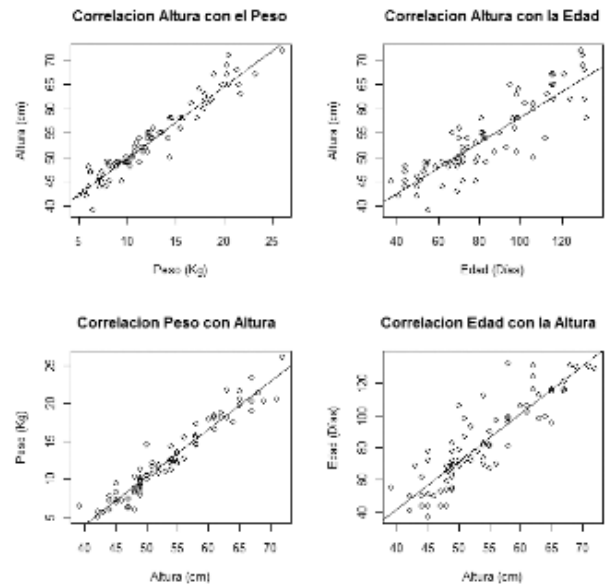 Correlacion Altura con el Peso
Altura (cm)
40 45 50 55 60 65 70
5 10 15 20 25
Peso (Kg)
Correlacion Altura con la Edad
Altura (cm)
40 45 50 55 60 65 70
40 60 80 100 120
Edad (Días)
Correlacion Peso con Altura
Peso (Kg)
5 10 15 20 25
40 45 50 55 60 65 70
Altura (cm)
Correlacion Edad con la Altura
Edad (Días)
40 60 80 100 120
40 45 50 55 60 65 70
Altura (cm)